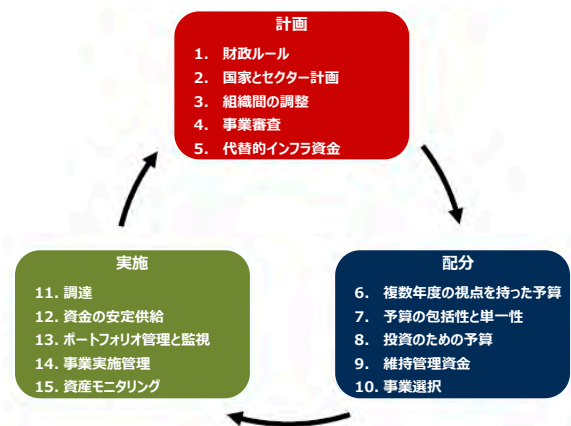 計画
1. 財政ルール
2. 国家とセクター計画
3. 組織間の調整
4. 事業審査
5. 代替的インフラ資金
配分
6. 複数年度の視点を持った予算
7. 予算の包括性と単一性
8. 投資のための予算
9. 維持管理資金
10. 事業選択
実施
11. 調達
12. 資金の安定供給
13. ポートフォリオ管理と監視
14. 事業実施管理
15. 資産モニタリング